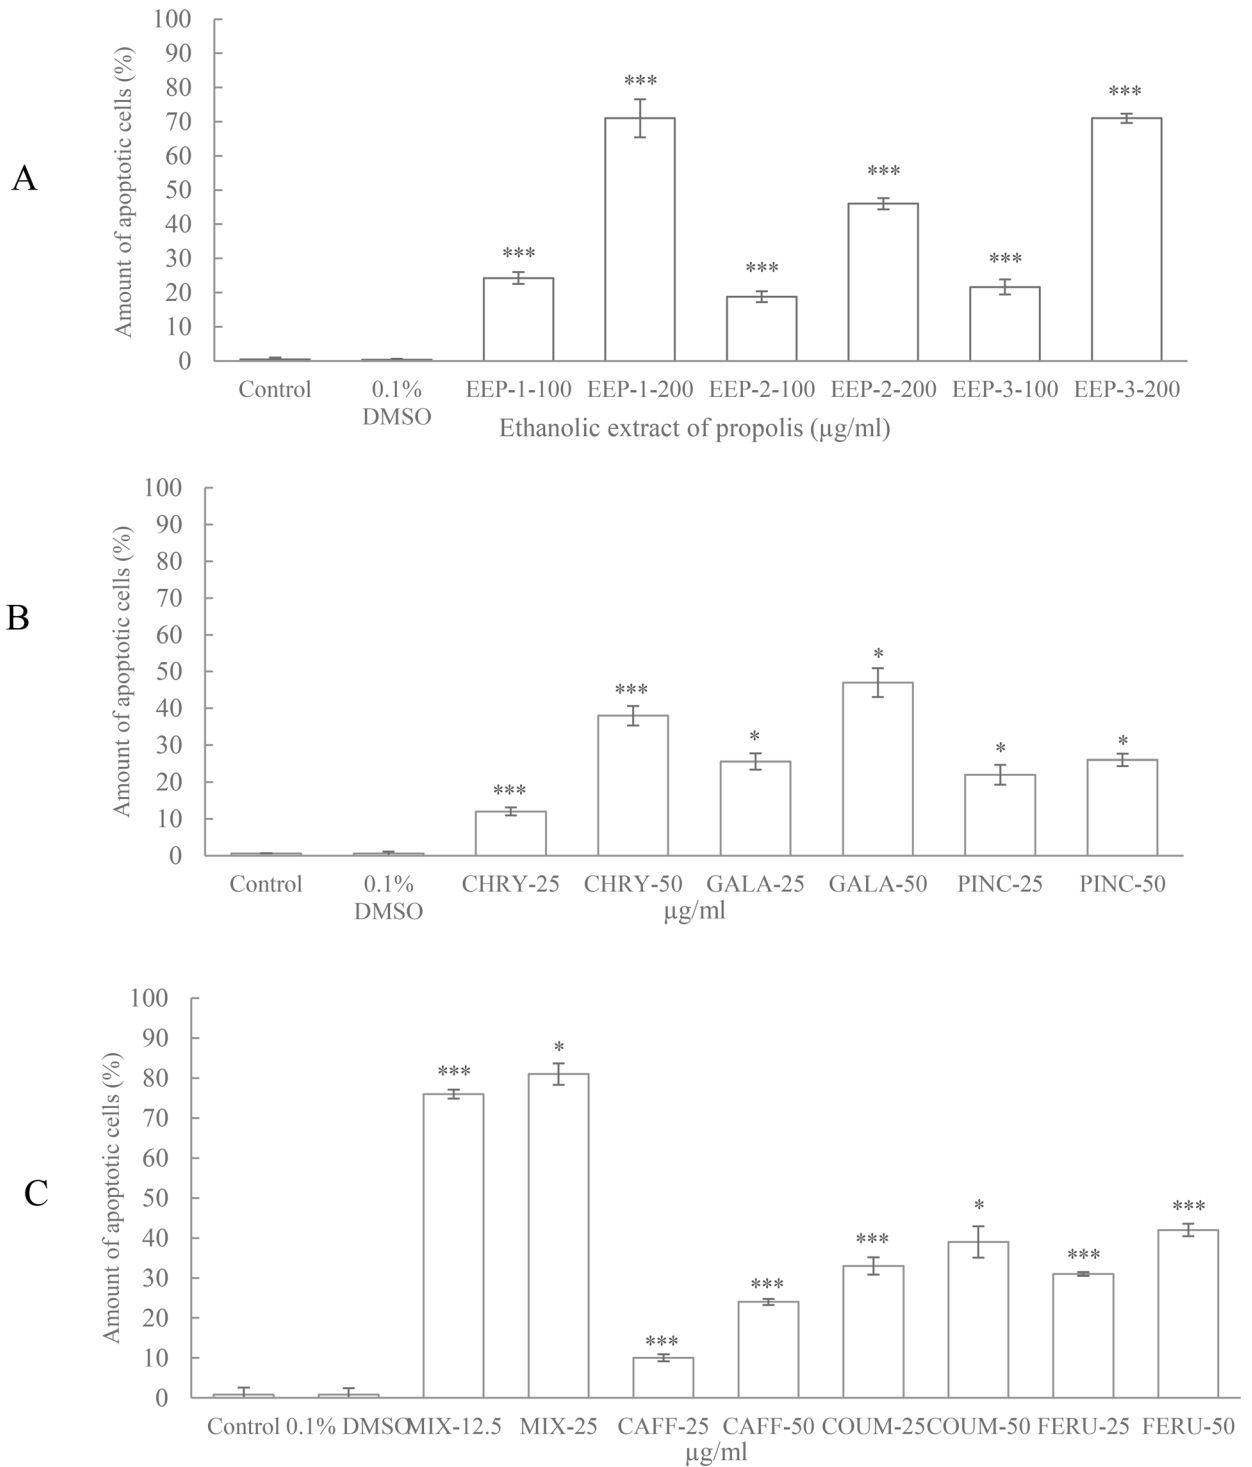 A
Amount of apoptotic cells (%)
100
90
80
70
60
50
40
30
20
10
0
***
***
***
***
***
***
Control
0.1% DMSO
EEP-1-100
EEP-1-200
EEP-2-100
EEP-2-200
EEP-3-100
EEP-3-200
Ethanolic extract of propolis (µg/ml)
B
Amount of apoptotic cells (%)
100
90
80
70
60
50
40
30
20
10
0
***
***
*
*
*
*
Control
0.1% DMSO
CHRY-25
CHRY-50
GALA-25
GALA-50
PINC-25
PINC-50
µg/ml
C
Amount of apoptotic cells (%)
100
90
80
70
60
50
40
30
20
10
0
***
*
***
***
***
*
***
***
Control
0.1% DMSO
MIX-12.5
MIX-25
CAFF-25
CAFF-50
COUM-25
COUM-50
FERU-25
FERU-50
µg/ml